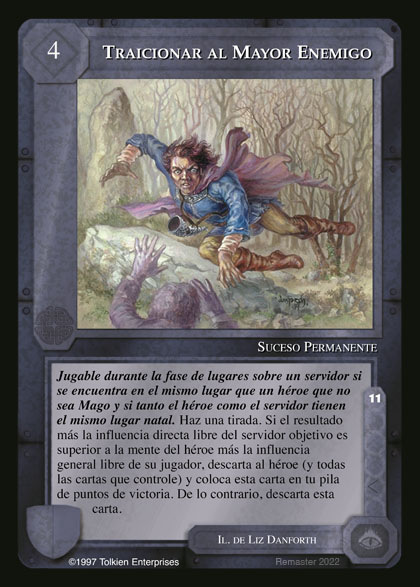 4
TRAICIONAR AL MAYOR ENEMIGO
SUCESO PERMANENTE
Jugable durante la fase de lugares sobre un servidor si
se encuentra en el mismo lugar que un héroe que no
sea Mago y si tanto el héroe como el servidor tienen
el mismo lugar natal. Haz una tirada. Si el resultado
más la influencia directa libre del servidor objetivo es
superior a la mente del héroe más la influencia
general libre de su jugador, descarta al héroe (y todas
las cartas que controle) y coloca esta carta en tu pila
de puntos de victoria. De lo contrario, descarta esta
carta.
11
IL. DE LIZ DANFORTH
©1997 Tolkien Enterprises
Remaster 2022